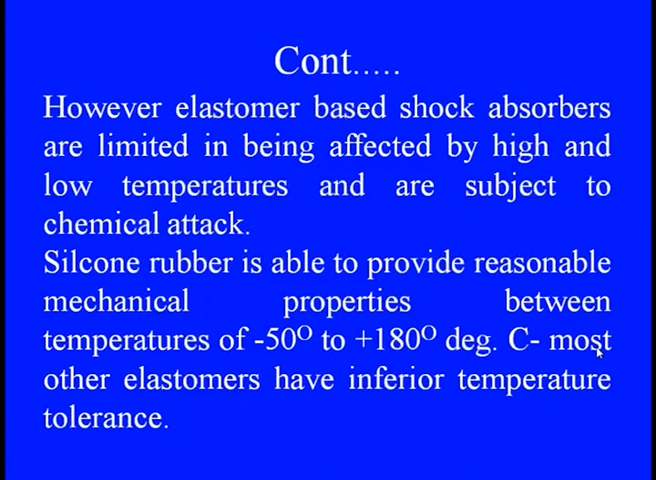 Cont.....
However elastomer based shock absorbers
are limited in being affected by high and
low temperatures and are subject to
chemical attack.
Silcone rubber is able to provide reasonable
mechanical properties between
temperatures of -50ᴼ to +180ᴼ deg. C- most
other elastomers have inferior temperature
tolerance.